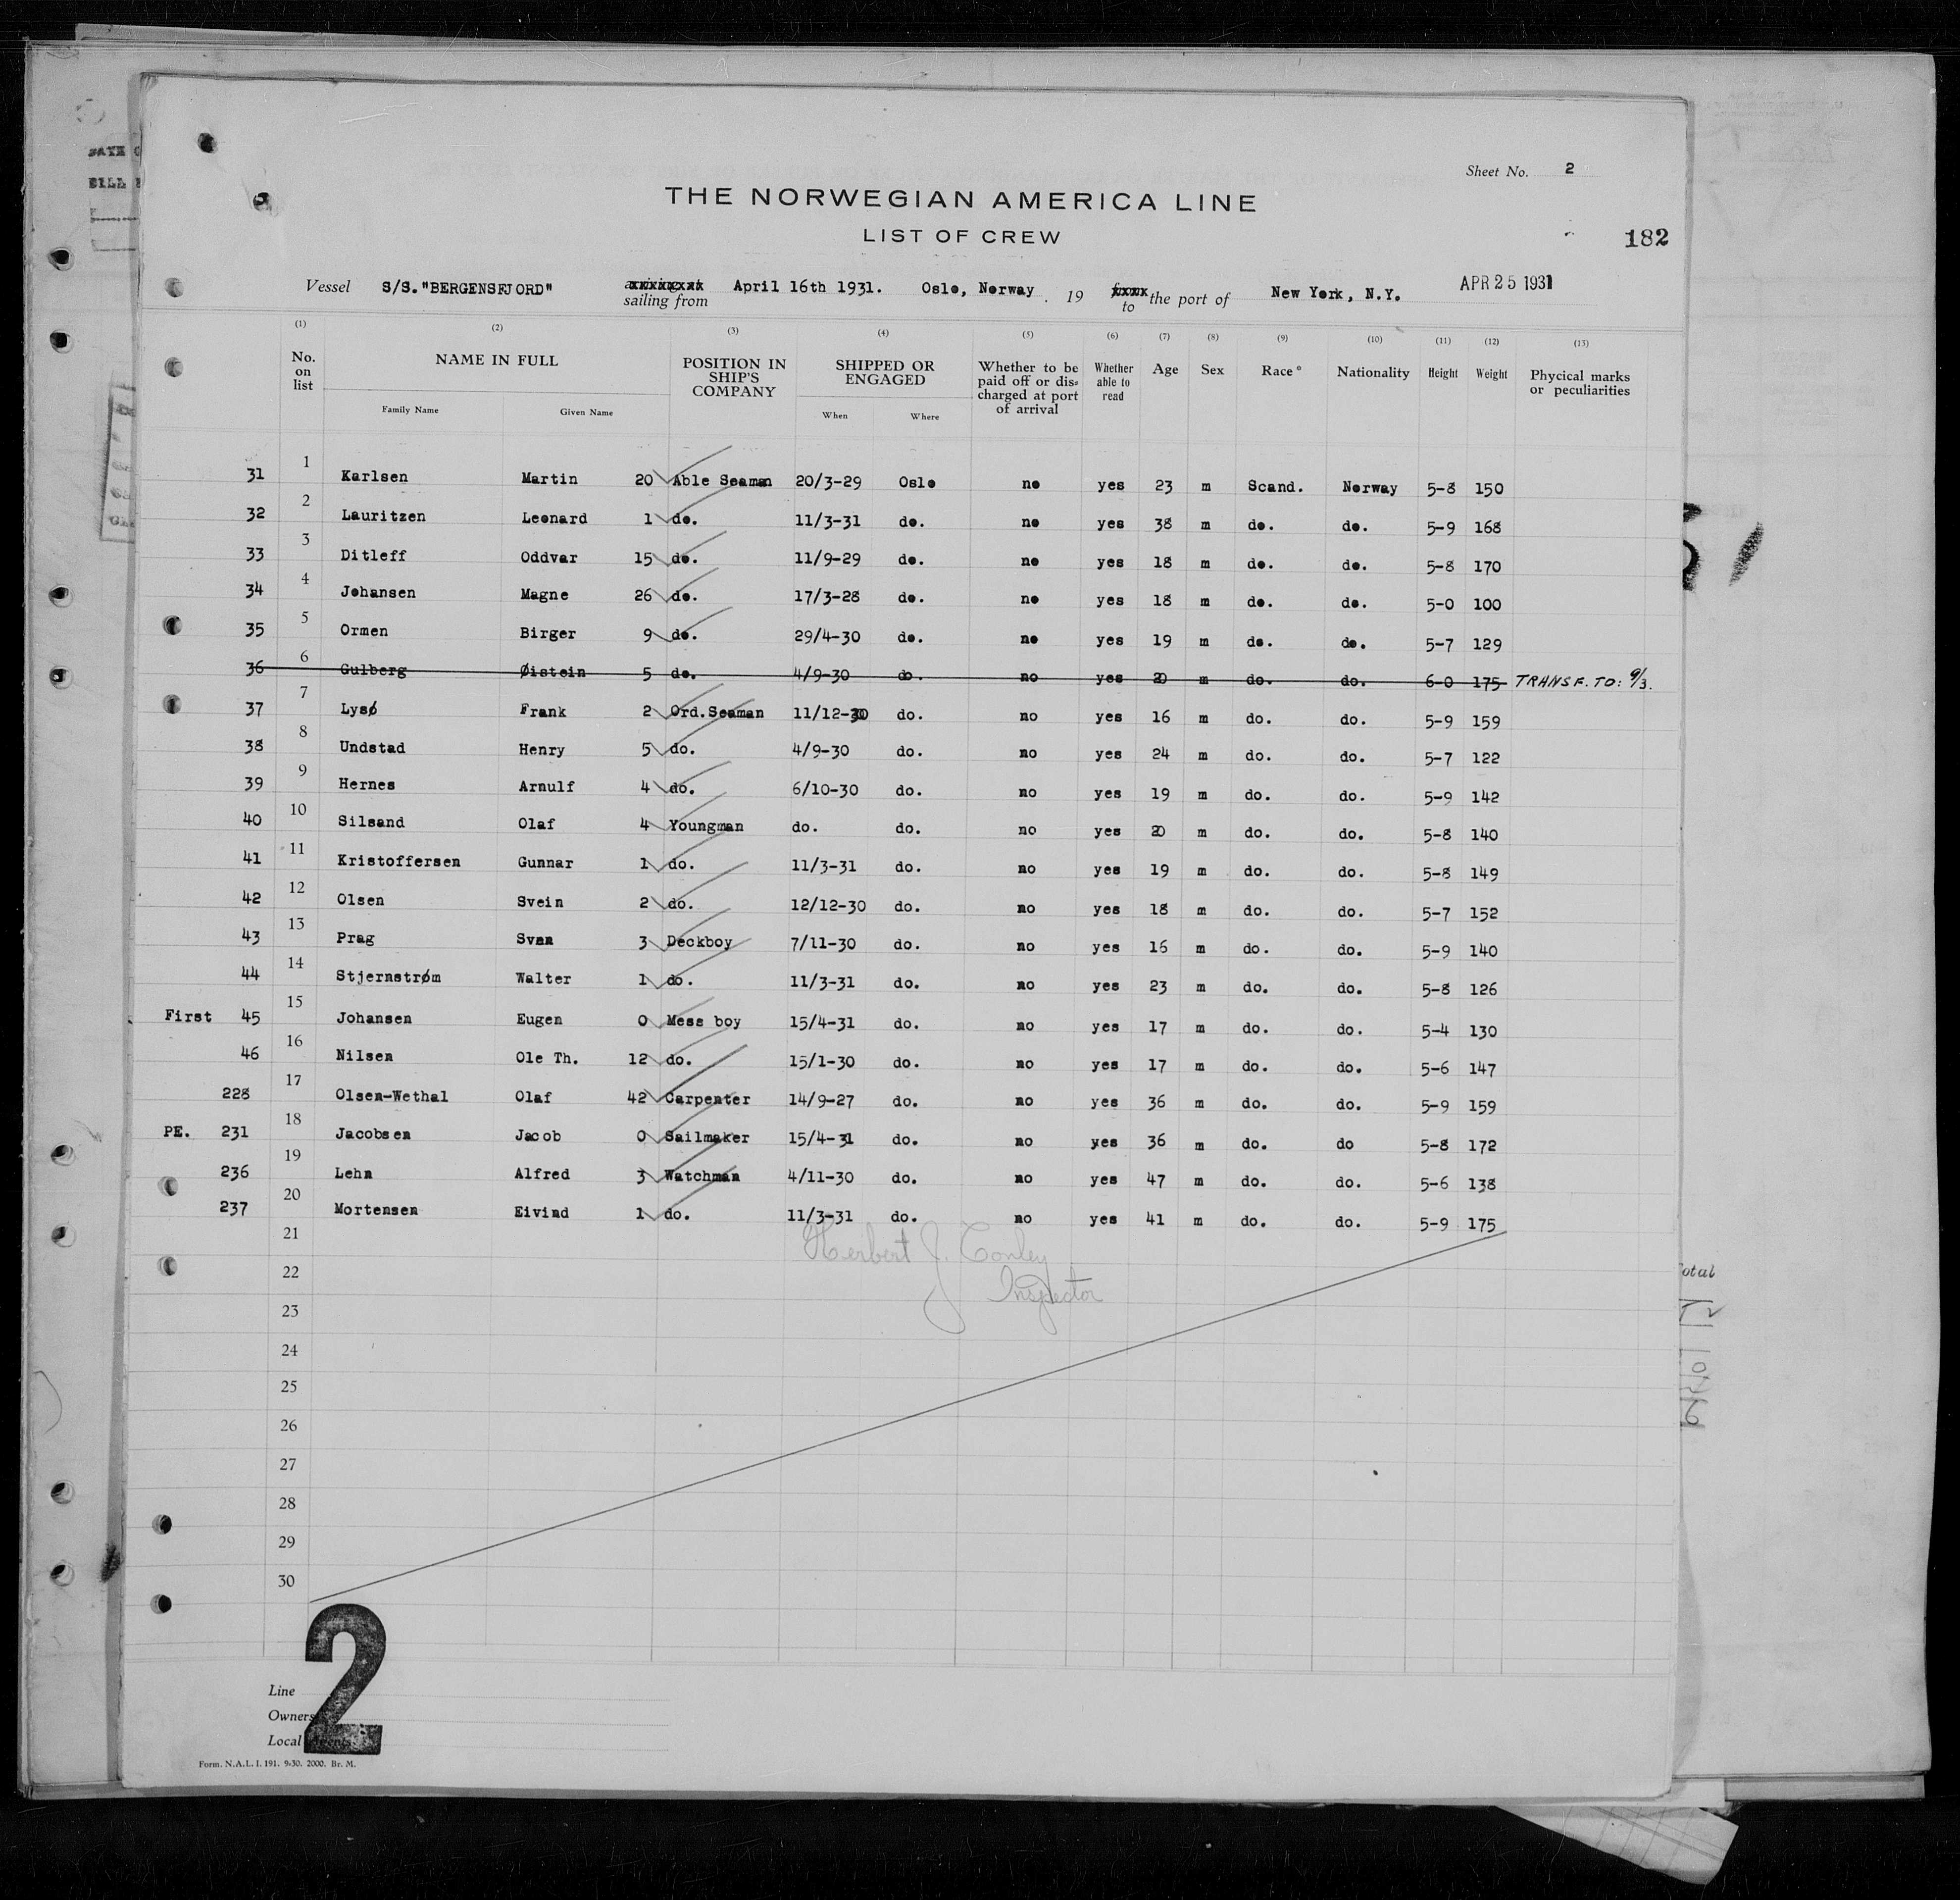 Sheet No. 2
THE NORWEGIAN AMERICA LINE
LIST OF CREW
182
Vessel S/S."BERGENSFJORD" sailing from April 16th 1931. Oslo, Norway. 19 to the port of New York, N.Y. APR 25 1931
(1) (2) (3) (4) (5) (6) (7) (8) (9) (10) (11) (12) (13)
No. on list NAME IN FULL POSITION IN SHIP'S COMPANY SHIPPED OR ENGAGED Whether to be paid off or discharged at port of arrival Whether able to read Age Sex Race° Nationality Height Weight Phycical marks or peculiarities
Family Name Given Name When Where
31 1 Karlsen Martin 20 Able Seaman 20/3-29 Oslo no yes 23 m Scand. Norway 5-8 150
32 2 Lauritzen Leonard 1 do. 11/3-31 do. no yes 38 m do. do. 5-9 168
33 3 Ditleff Oddvar 15 do. 11/9-29 do. no yes 18 m do. do. 5-8 170
34 4 Johansen Magne 26 do. 17/3-28 do. no yes 18 m do. do. 5-0 100
35 5 Ormen Birger 9 do. 29/4-30 do. no yes 19 m do. do. 5-7 129
36 6 Gulberg Øistein 5 do. 4/9-30 do. no yes 20 m do. do. 6-0 175 TRANSF. TO: 9/3.
37 7 Lysø Frank 2 Ord.Seaman 11/12-30 do. no yes 16 m do. do. 5-9 159
38 8 Undstad Henry 5 do. 4/9-30 do. no yes 24 m do. do. 5-7 122
39 9 Hernes Arnulf 4 do. 6/10-30 do. no yes 19 m do. do. 5-9 142
40 10 Silsand Olaf 4 Youngman do. do. no yes 20 m do. do. 5-8 140
41 11 Kristoffersen Gunnar 1 do. 11/3-31 do. no yes 19 m do. do. 5-8 149
42 12 Olsen Svein 2 do. 12/12-30 do. no yes 18 m do. do. 5-7 152
43 13 Prag Sven 3 Deckboy 7/11-30 do. no yes 16 m do. do. 5-9 140
44 14 Stjernstrøm Walter 1 do. 11/3-31 do. no yes 23 m do. do. 5-8 126
First 45 15 Johansen Eugen 0 Mess boy 15/4-31 do. no yes 17 m do. do. 5-4 130
46 16 Nilsen Ole Th. 12 do. 15/1-30 do. no yes 17 m do. do. 5-6 147
228 17 Olsen-Wethal Olaf 42 Carpenter 14/9-27 do. no yes 36 m do. do. 5-9 159
PE. 231 18 Jacobsen Jacob 0 Sailmaker 15/4-31 do. no yes 36 m do. do 5-8 172
236 19 Lehn Alfred 3 Watchman 4/11-30 do. no yes 47 m do. do. 5-6 138
237 20 Mortensen Eivind 1 do. 11/3-31 do. no yes 41 m do. do. 5-9 175
21 Herbert J. Conley
22 Inspector
23
24
25
26
27
28
29
30
2
Line
Owners
Local Agents
Form. N.A.L. I. 191. 9-30. 2000. Br. M.